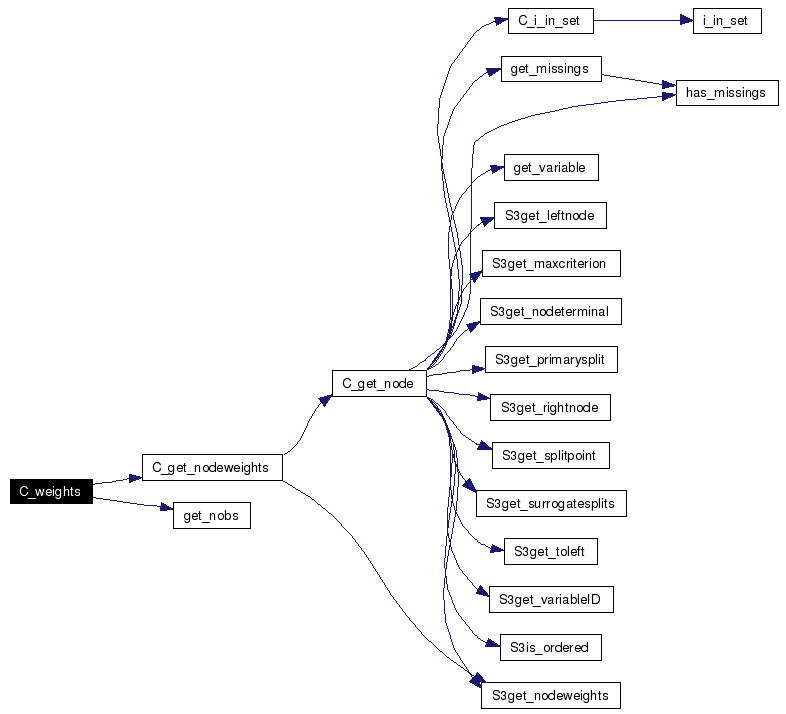 C_i_in_set
i_in_set
get_missings
has_missings
get_variable
S3get_leftnode
S3get_maxcriterion
S3get_nodeterminal
S3get_primarysplit
C_get_node
S3get_rightnode
S3get_splitpoint
C_get_nodeweights
C_weights
S3get_surrogatesplits
get_nobs
S3get_toleft
S3get_variableID
S3is_ordered
S3get_nodeweights